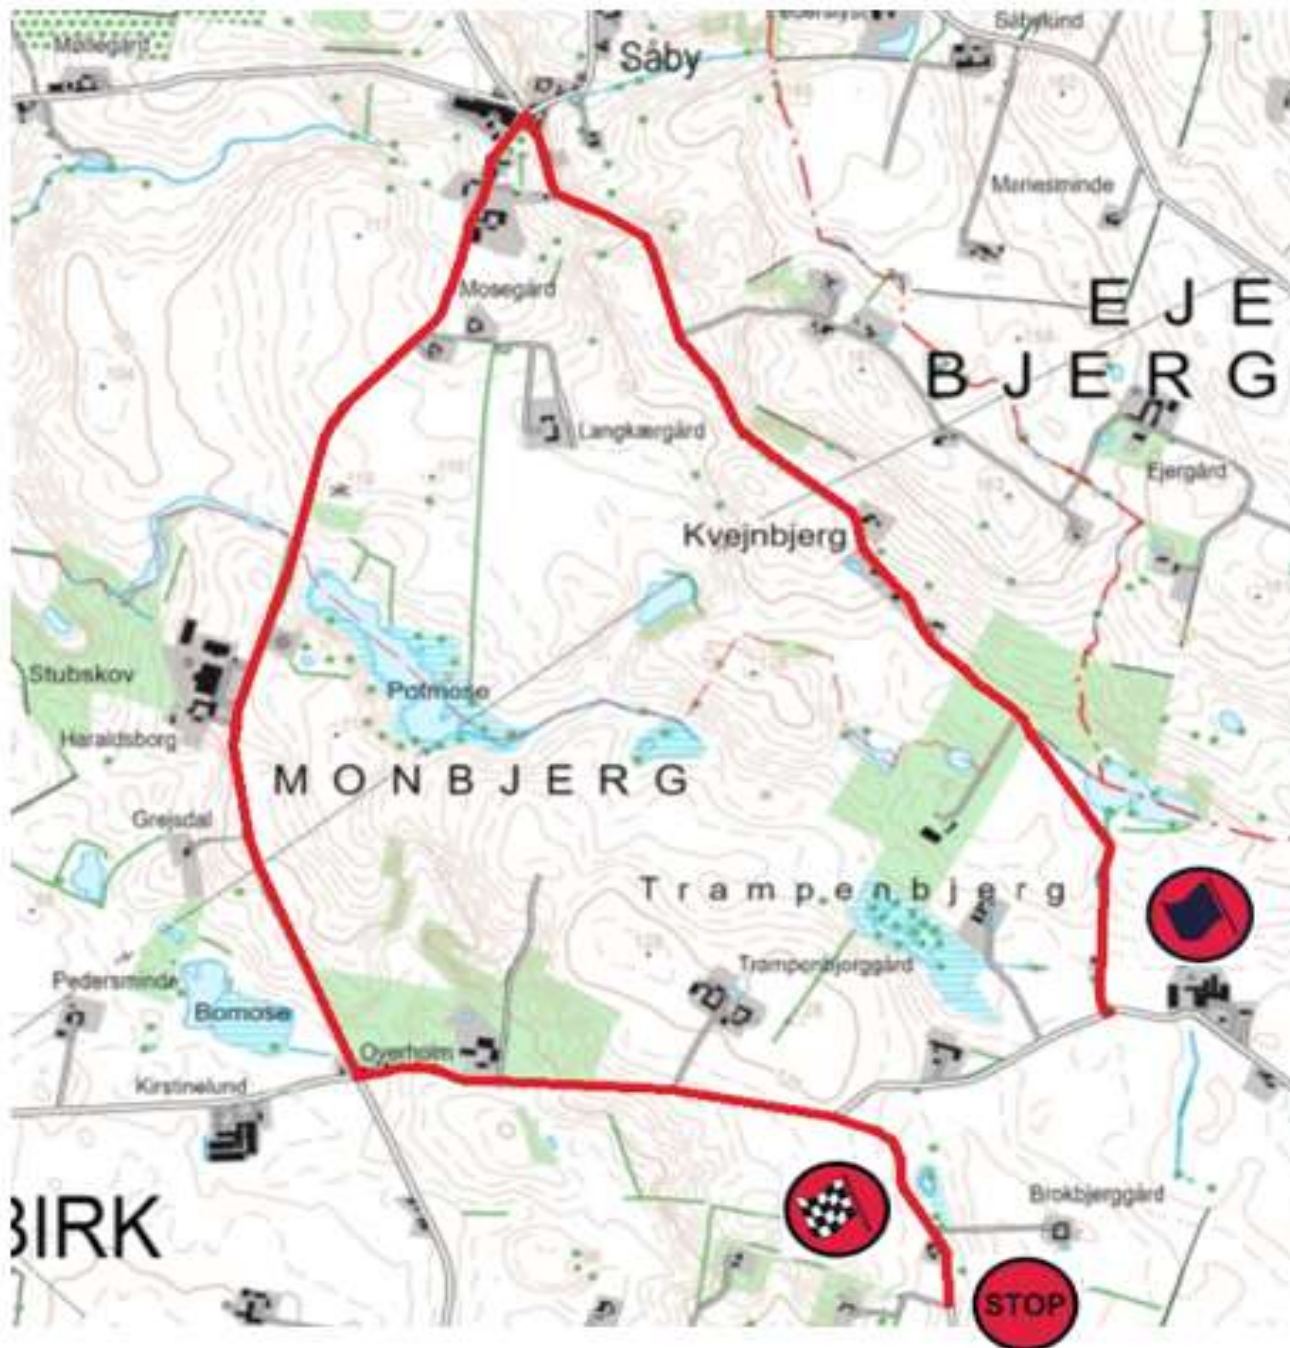 Møllegård
Såby
Såbylund
Mariesminde
Mosegård
EJE
BJERG
Langkærgård
Ejergård
Kvejnbjerg
Stubskov
Potmose
Haraldsborg
MONBJERG
Grejsdal
Trampenbjerg
Pedersminde
Trampenbjerggård
Bomose
Overholm
Kirstinelund
Brokbjerggård
BIRK
STOP